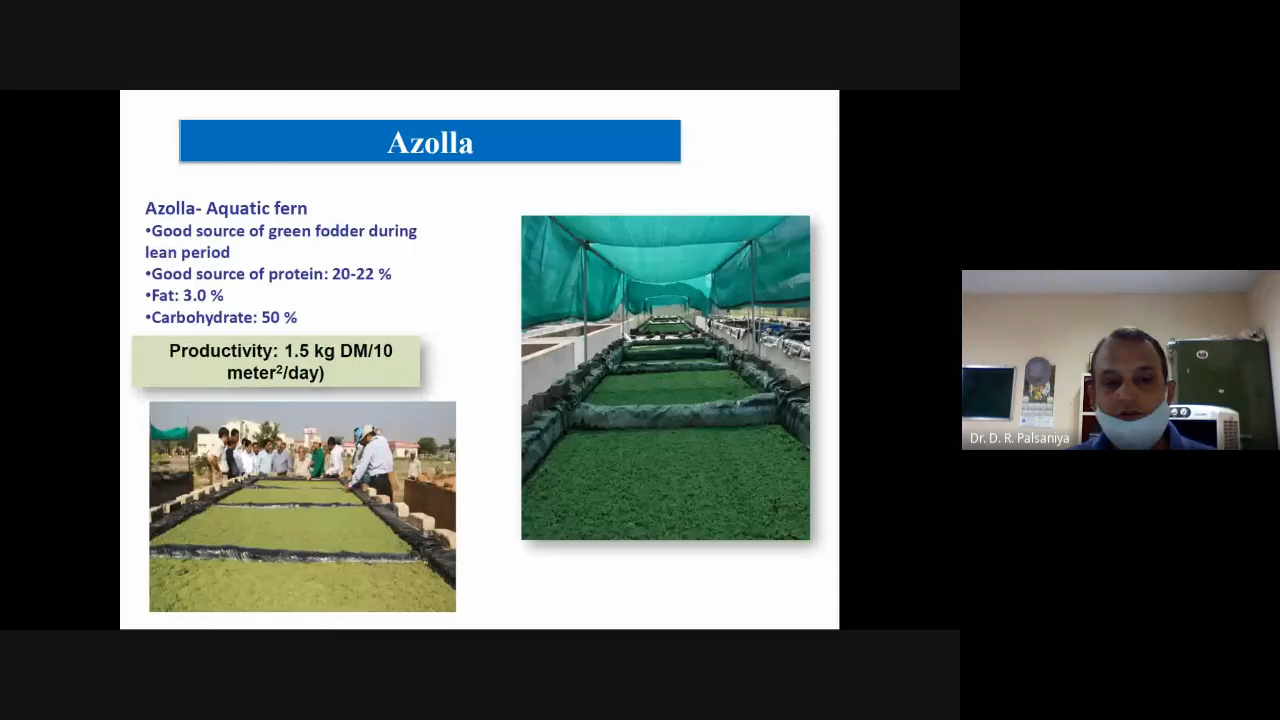 Azolla
Azolla- Aquatic fern
•Good source of green fodder during
lean period
•Good source of protein: 20-22 %
•Fat: 3.0 %
•Carbohydrate: 50 %
Productivity: 1.5 kg DM/10
meter²/day)
Dr. D. R. Palsaniya